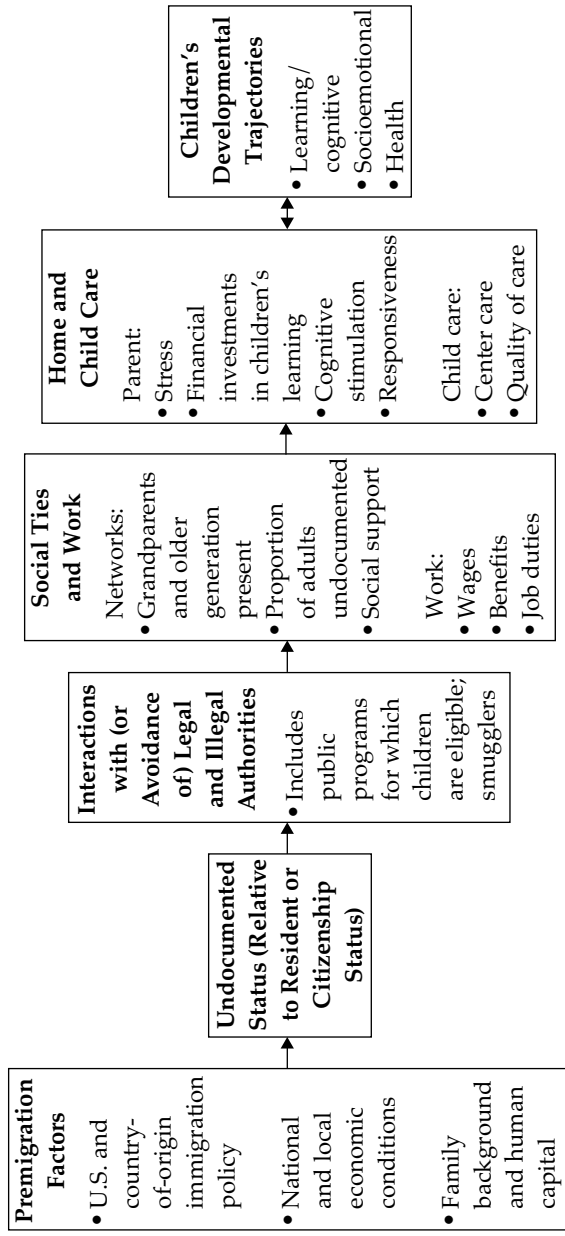 Premigration
Factors
• U.S. and
country-
of-origin
immigration
policy
• National
and local
economic
conditions
• Family
background
and human
capital
Undocumented
Status (Relative
to Resident or
Citizenship
Status)
Interactions
with (or
Avoidance
of) Legal
and Illegal
Authorities
• Includes
public
programs
for which
children
are eligible;
smugglers
Social Ties
and Work
Networks:
• Grandparents
and older
generation
present
• Proportion
of adults
undocumented
• Social support
Work:
• Wages
• Benefits
• Job duties
Home and
Child Care
Parent:
• Stress
• Financial
investments
in children's
learning
• Cognitive
stimulation
• Responsiveness
Child care:
• Center care
• Quality of care
Children's
Developmental
Trajectories
• Learning/
cognitive
• Socioemotional
• Health